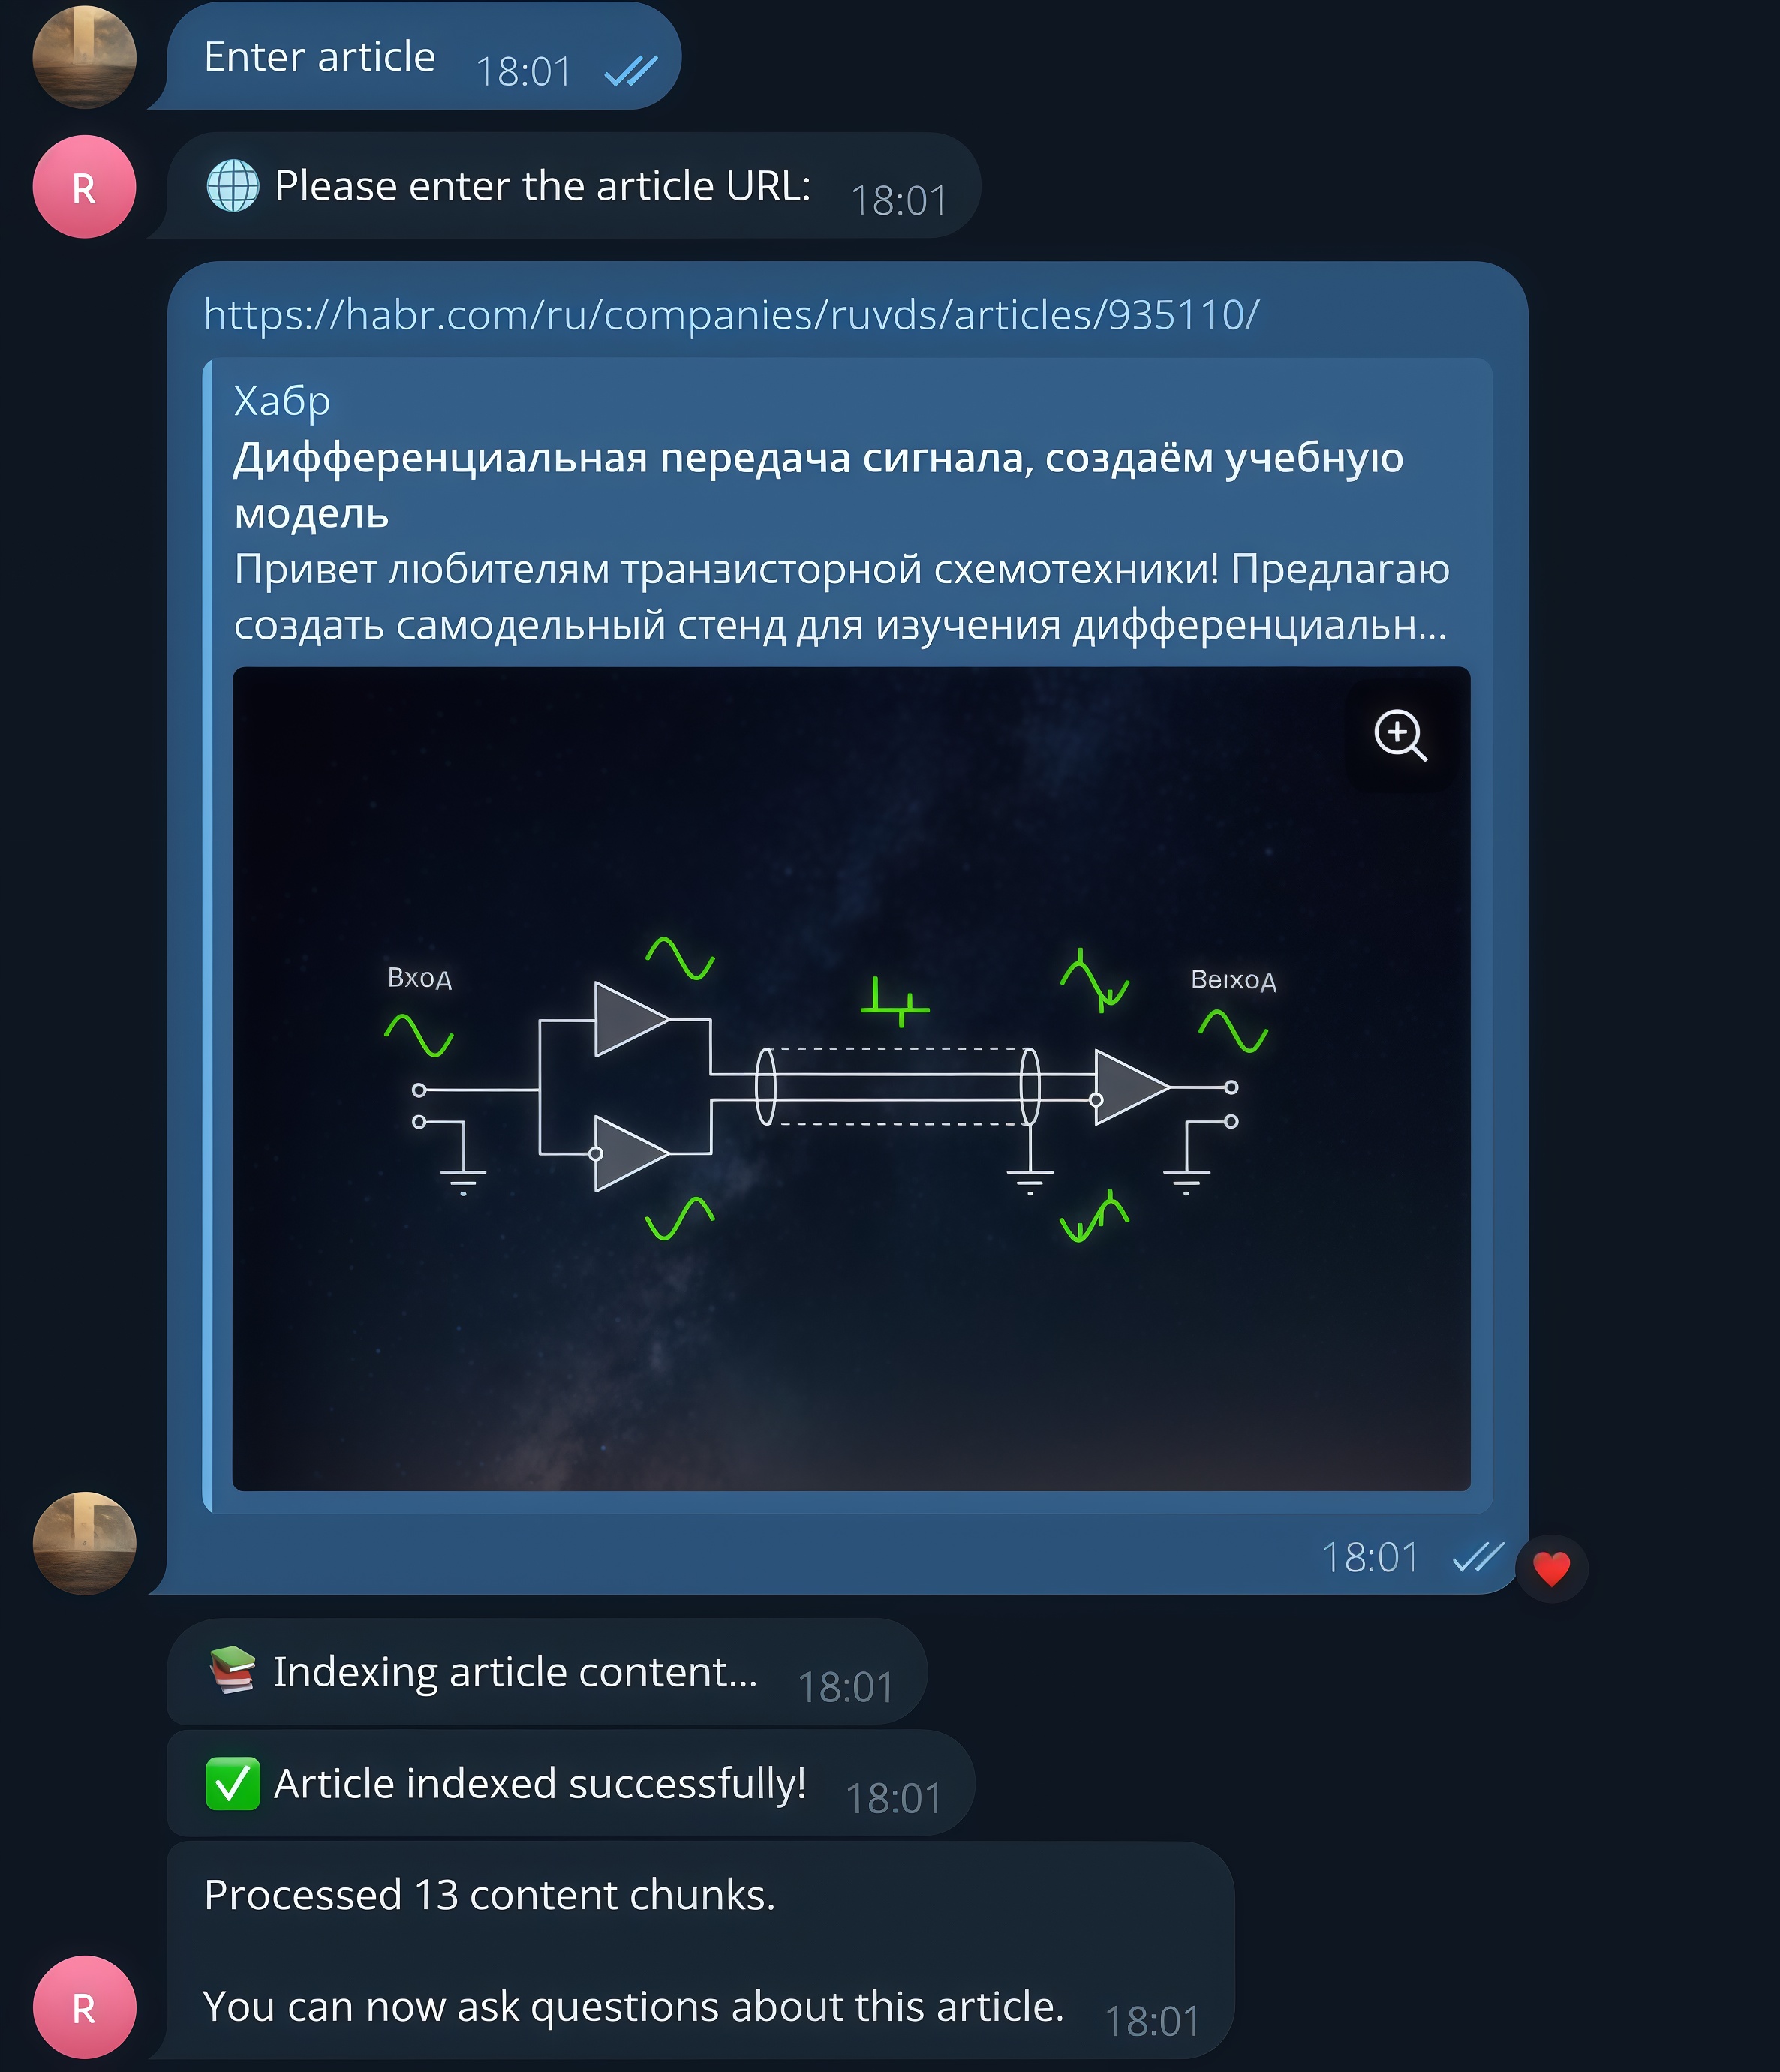 Enter article 18:01
R
Please enter the article URL: 18:01
https://habr.com/ru/companies/ruvds/articles/935110/
Хабр
Дифференциальная передача сигнала, создаём учебную
модель
Привет любителям транзисторной схемотехники! Предлагаю
создать самодельный стенд для изучения дифференциальн...
Вход
Выход
18:01
Indexing article content... 18:01
Article indexed successfully! 18:01
Processed 13 content chunks.
You can now ask questions about this article. 18:01
R